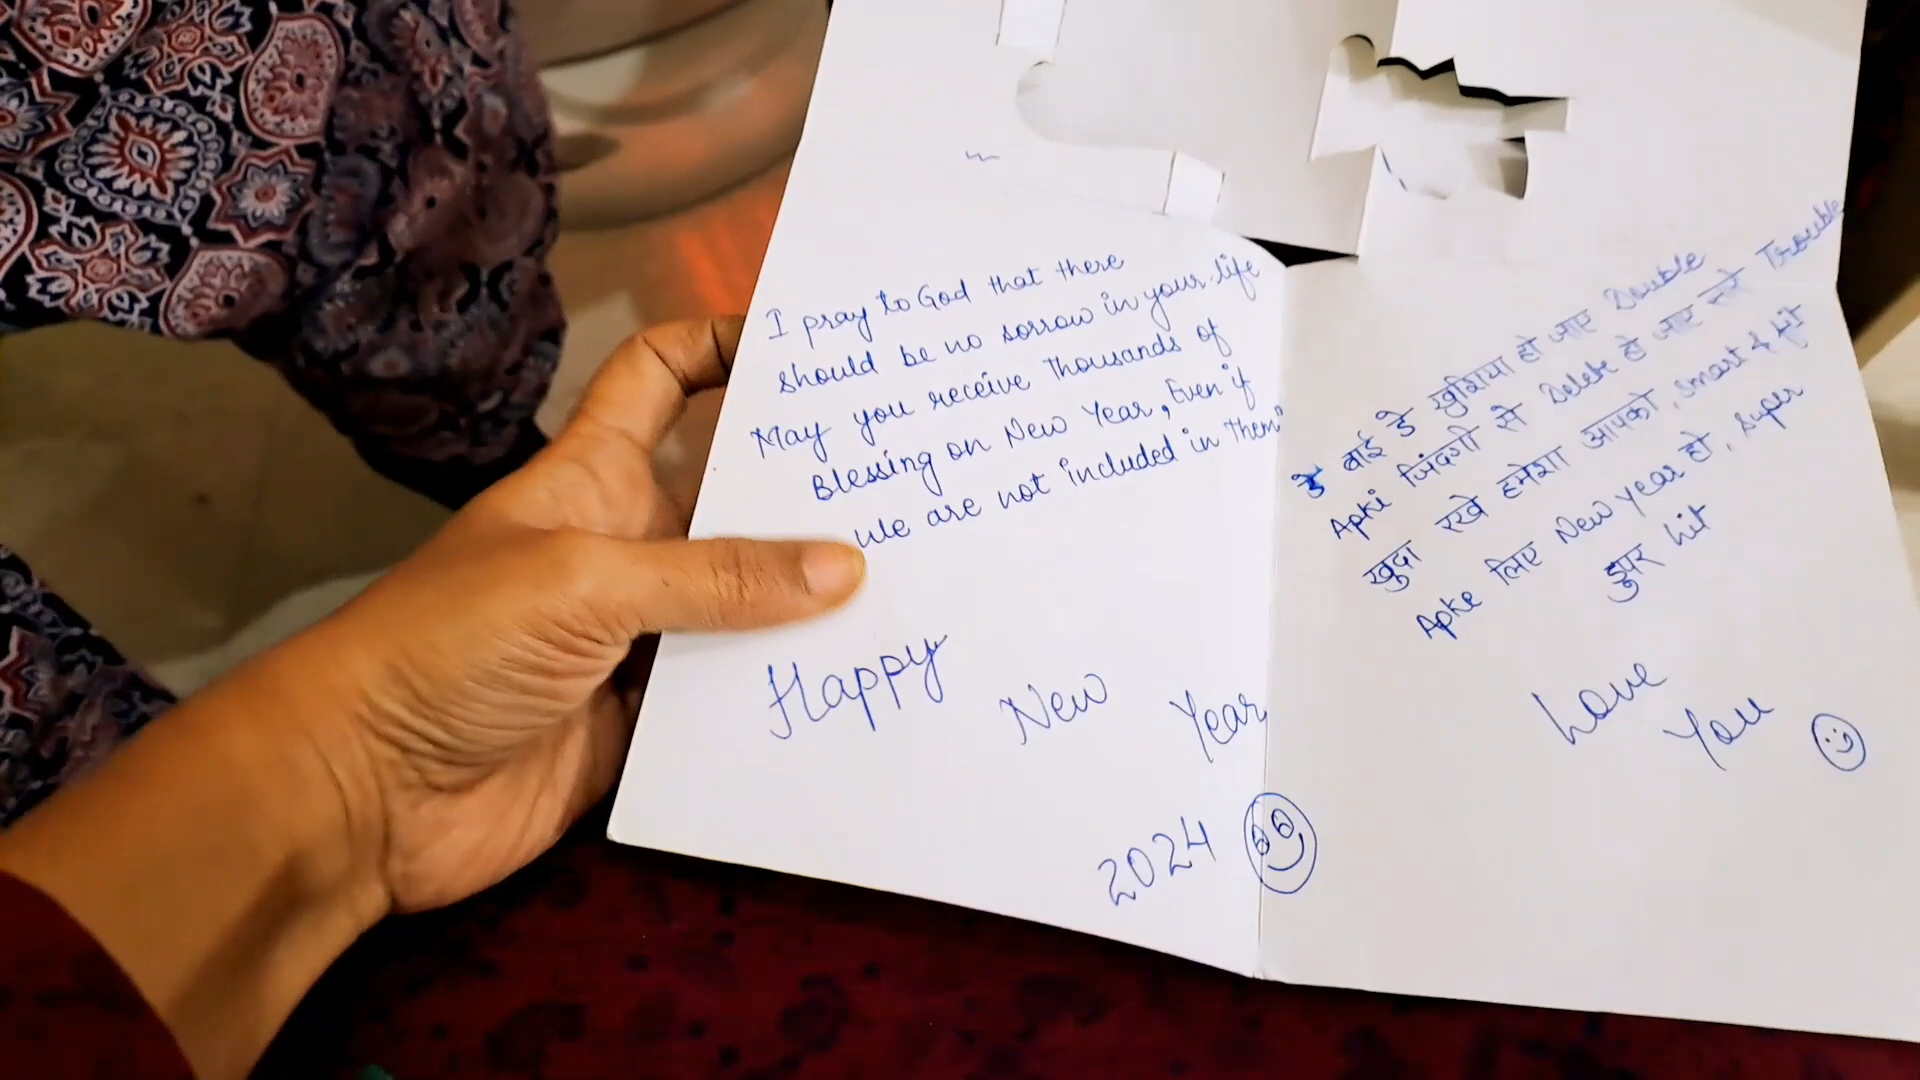 I pray to God that there
should be no sorrow in your life
May you receive thousands of
Blessing on New Year, Even if
we are not included in them"
Happy New Year
2024
डे बाई डे खुशिया हो जाए Double
Apki जिंदगी से Delete हो जाए सारे Trouble
खुदा रखे हमेशा आपको, smart & fit
Apke लिए New year हो, super
डुपर hit
Love
You